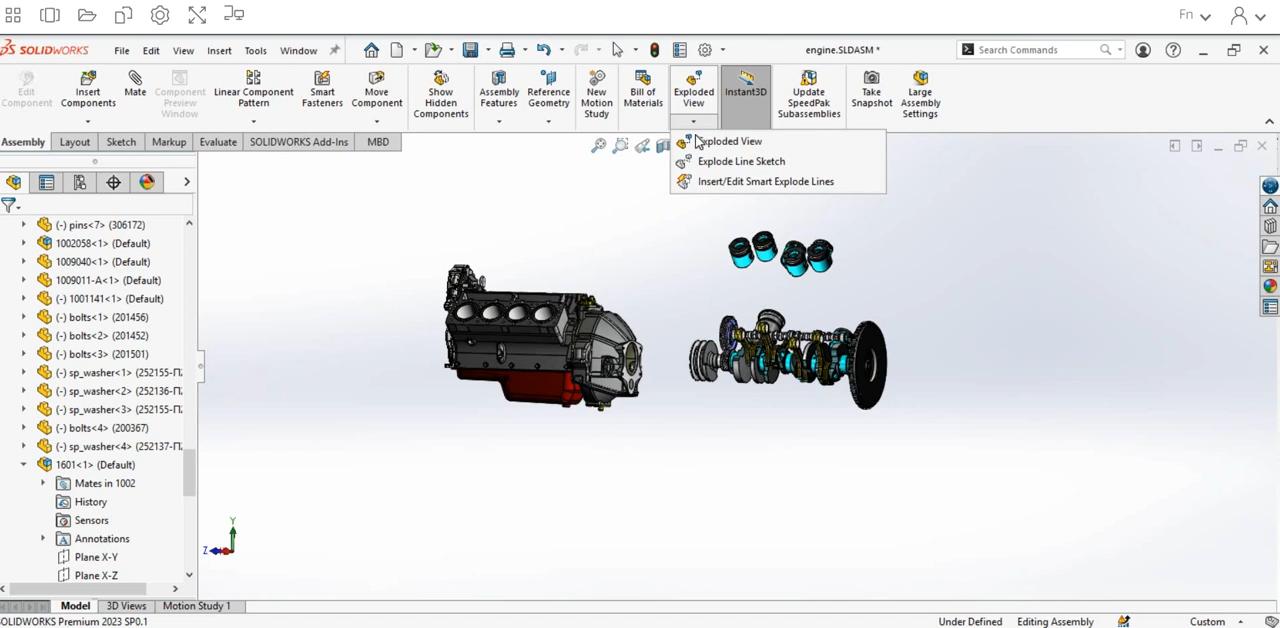 Fn
SOLIDWORKS File Edit View Insert Tools Window engine.SLDASM * Search Commands
Edit Component
Insert Components
Mate
Component Preview Window
Linear Component Pattern
Smart Fasteners
Move Component
Show Hidden Components
Assembly Features
Reference Geometry
New Motion Study
Bill of Materials
Exploded View
Instant3D
Update SpeedPak Subassemblies
Take Snapshot
Large Assembly Settings
Assembly Layout Sketch Markup Evaluate SOLIDWORKS Add-Ins MBD
Exploded View
Explode Line Sketch
Insert/Edit Smart Explode Lines
(-) pins<7> (306172)
1002058<1> (Default)
1009040<1> (Default)
1009011-A<1> (Default)
(-) 1001141<1> (Default)
(-) bolts<1> (201456)
(-) bolts<2> (201452)
(-) bolts<3> (201501)
(-) sp_washer<1> (252155-П
(-) sp_washer<2> (252136-П
(-) sp_washer<3> (252155-П
(-) bolts<4> (200367)
(-) sp_washer<4> (252137-П
1601<1> (Default)
Mates in 1002
History
Sensors
Annotations
Plane X-Y
Plane X-Z
Y
Z
Model 3D Views Motion Study 1
SOLIDWORKS Premium 2023 SP0.1 Under Defined Editing Assembly Custom